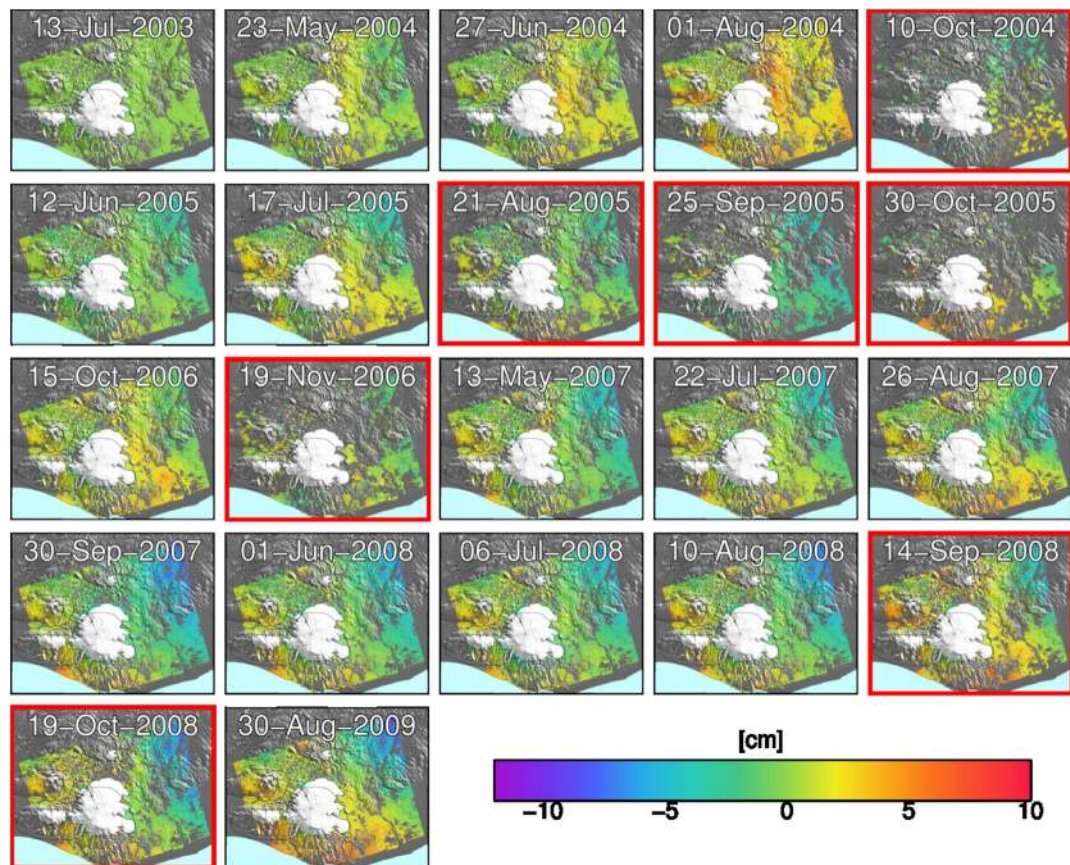 13–Jul–2003 23–May–2004 27–Jun–2004 01–Aug–2004 10–Oct–2004
12–Jun–2005 17–Jul–2005 21–Aug–2005 25–Sep–2005 30–Oct–2005
15–Oct–2006 19–Nov–2006 13–May–2007 22–Jul–2007 26–Aug–2007
30–Sep–2007 01–Jun–2008 06–Jul–2008 10–Aug–2008 14–Sep–2008
19–Oct–2008 30–Aug–2009
[cm]
−10 −5 0 5 10